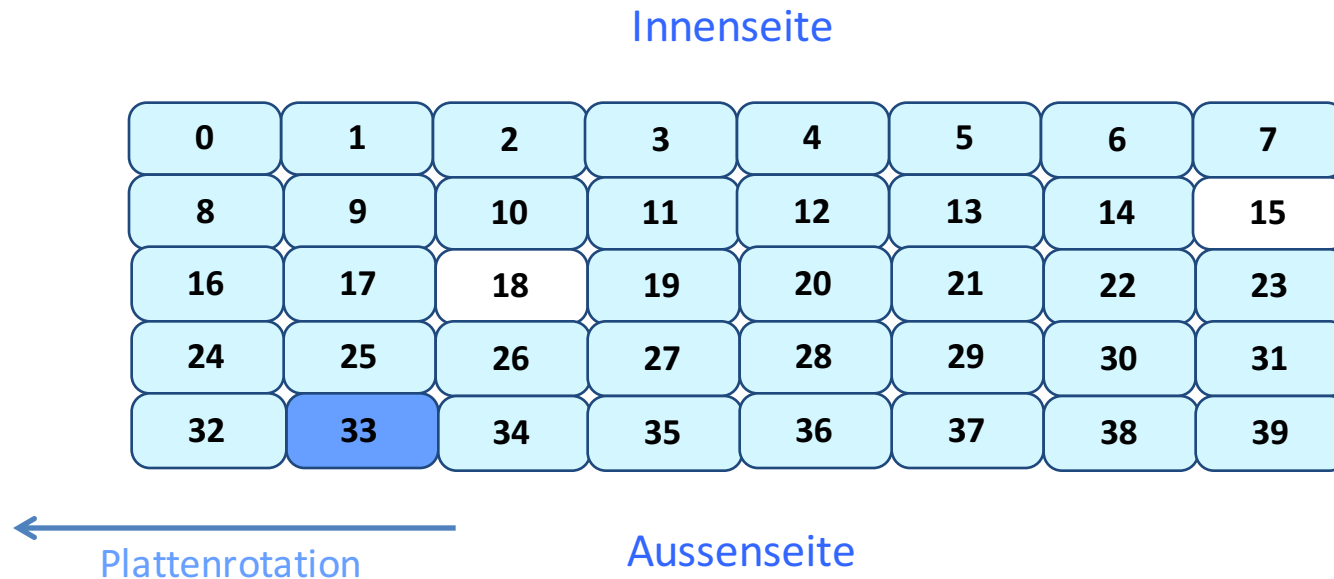 Innenseite
0 1 2 3 4 5 6 7
8 9 10 11 12 13 14 15
16 17 18 19 20 21 22 23
24 25 26 27 28 29 30 31
32 33 34 35 36 37 38 39
Plattenrotation
Aussenseite